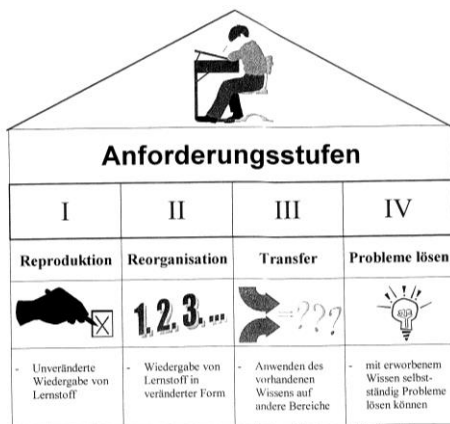 Anforderungsstufen
I II III IV
Reproduktion Reorganisation Transfer Probleme lösen
1. 2. 3. ... = ???
- Unveränderte Wiedergabe von Lernstoff
- Wiedergabe von Lernstoff in veränderter Form
- Anwenden des vorhandenen Wissens auf andere Bereiche
- mit erworbenem Wissen selbst-ständig Probleme lösen können